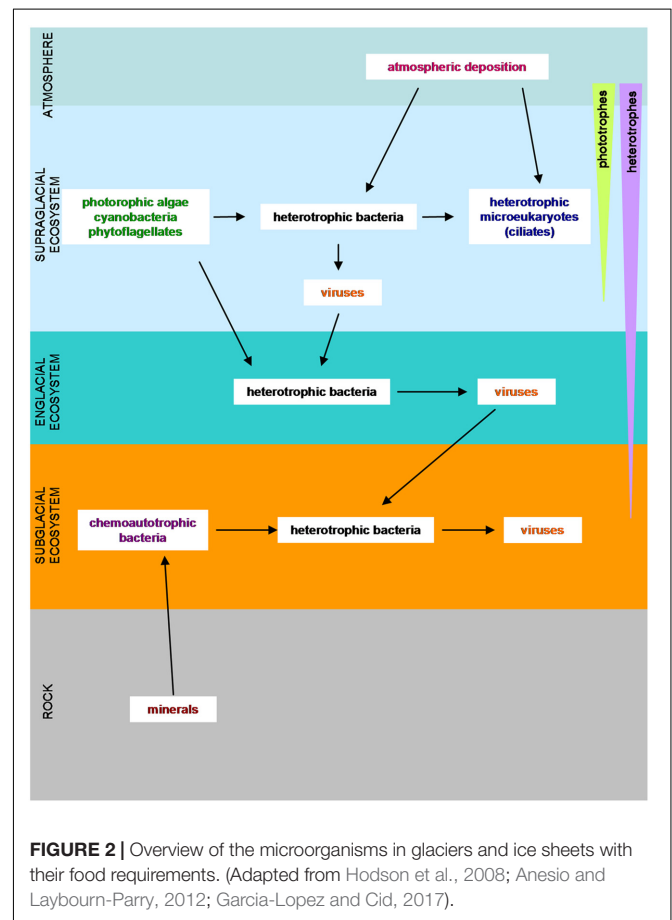 ATMOSPHERE
atmospheric deposition
phototrophes
heterotrophes
SUPRAGLACIAL
ECOSYSTEM
photorophic algae
cyanobacteria
phytoflagellates
heterotrophic bacteria
heterotrophic
microeukaryotes
(ciliates)
viruses
ENGLACIAL
ECOSYSTEM
heterotrophic bacteria
viruses
SUBGLACIAL
ECOSYSTEM
chemoautotrophic
bacteria
heterotrophic bacteria
viruses
ROCK
minerals
FIGURE 2 | Overview of the microorganisms in glaciers and ice sheets with
their food requirements. (Adapted from Hodson et al., 2008; Anesio and
Laybourn-Parry, 2012; Garcia-Lopez and Cid, 2017).